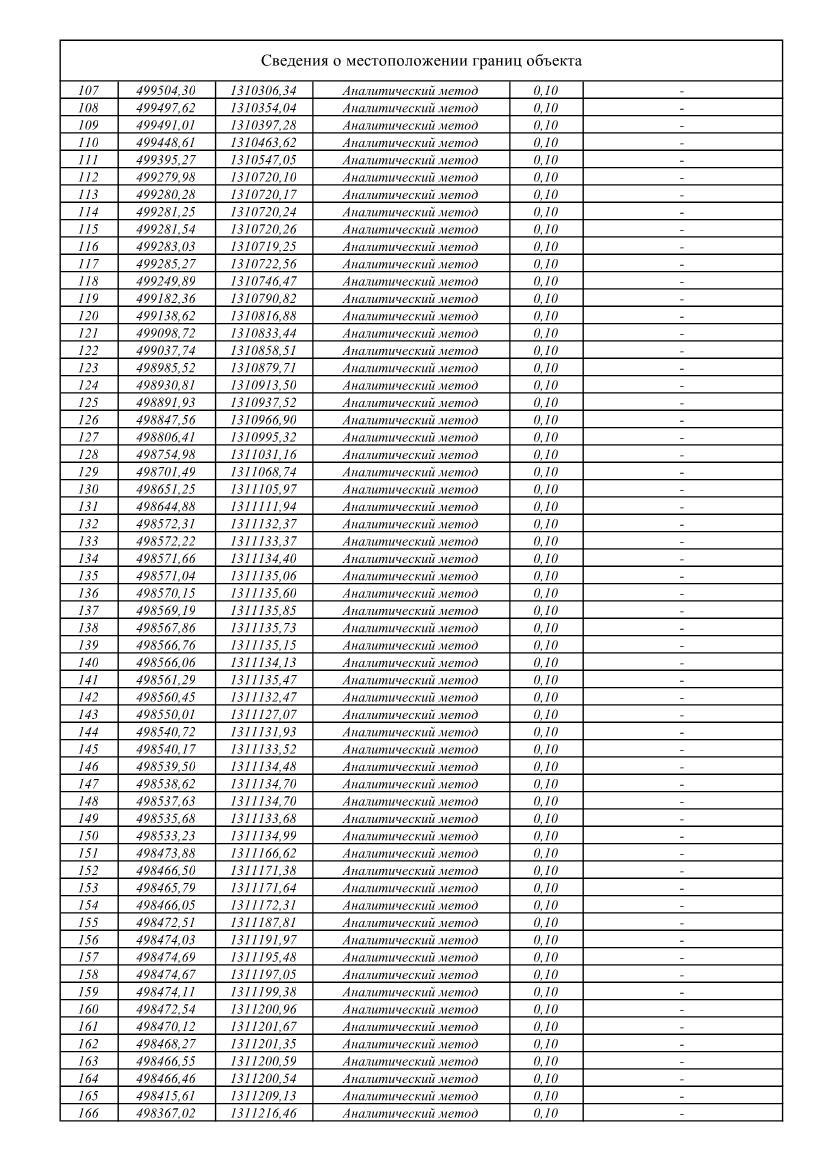 Сведения о местоположении границ объекта
107 499504,30 1310306,34 Аналитический метод 0,10 -
108 499497,62 1310354,04 Аналитический метод 0,10 -
109 499491,01 1310397,28 Аналитический метод 0,10 -
110 499448,61 1310463,62 Аналитический метод 0,10 -
111 499395,27 1310547,05 Аналитический метод 0,10 -
112 499279,98 1310720,10 Аналитический метод 0,10 -
113 499280,28 1310720,17 Аналитический метод 0,10 -
114 499281,25 1310720,24 Аналитический метод 0,10 -
115 499281,54 1310720,26 Аналитический метод 0,10 -
116 499283,03 1310719,25 Аналитический метод 0,10 -
117 499285,27 1310722,56 Аналитический метод 0,10 -
118 499249,89 1310746,47 Аналитический метод 0,10 -
119 499182,36 1310790,82 Аналитический метод 0,10 -
120 499138,62 1310816,88 Аналитический метод 0,10 -
121 499098,72 1310833,44 Аналитический метод 0,10 -
122 499037,74 1310858,51 Аналитический метод 0,10 -
123 498985,52 1310879,71 Аналитический метод 0,10 -
124 498930,81 1310913,50 Аналитический метод 0,10 -
125 498891,93 1310937,52 Аналитический метод 0,10 -
126 498847,56 1310966,90 Аналитический метод 0,10 -
127 498806,41 1310995,32 Аналитический метод 0,10 -
128 498754,98 1311031,16 Аналитический метод 0,10 -
129 498701,49 1311068,74 Аналитический метод 0,10 -
130 498651,25 1311105,97 Аналитический метод 0,10 -
131 498644,88 1311111,94 Аналитический метод 0,10 -
132 498572,31 1311132,37 Аналитический метод 0,10 -
133 498572,22 1311133,37 Аналитический метод 0,10 -
134 498571,66 1311134,40 Аналитический метод 0,10 -
135 498571,04 1311135,06 Аналитический метод 0,10 -
136 498570,15 1311135,60 Аналитический метод 0,10 -
137 498569,19 1311135,85 Аналитический метод 0,10 -
138 498567,86 1311135,73 Аналитический метод 0,10 -
139 498566,76 1311135,15 Аналитический метод 0,10 -
140 498566,06 1311134,13 Аналитический метод 0,10 -
141 498561,29 1311135,47 Аналитический метод 0,10 -
142 498560,45 1311132,47 Аналитический метод 0,10 -
143 498550,01 1311127,07 Аналитический метод 0,10 -
144 498540,72 1311131,93 Аналитический метод 0,10 -
145 498540,17 1311133,52 Аналитический метод 0,10 -
146 498539,50 1311134,48 Аналитический метод 0,10 -
147 498538,62 1311134,70 Аналитический метод 0,10 -
148 498537,63 1311134,70 Аналитический метод 0,10 -
149 498535,68 1311133,68 Аналитический метод 0,10 -
150 498533,23 1311134,99 Аналитический метод 0,10 -
151 498473,88 1311166,62 Аналитический метод 0,10 -
152 498466,50 1311171,38 Аналитический метод 0,10 -
153 498465,79 1311171,64 Аналитический метод 0,10 -
154 498466,05 1311172,31 Аналитический метод 0,10 -
155 498472,51 1311187,81 Аналитический метод 0,10 -
156 498474,03 1311191,97 Аналитический метод 0,10 -
157 498474,69 1311195,48 Аналитический метод 0,10 -
158 498474,67 1311197,05 Аналитический метод 0,10 -
159 498474,11 1311199,38 Аналитический метод 0,10 -
160 498472,54 1311200,96 Аналитический метод 0,10 -
161 498470,12 1311201,67 Аналитический метод 0,10 -
162 498468,27 1311201,35 Аналитический метод 0,10 -
163 498466,55 1311200,59 Аналитический метод 0,10 -
164 498466,46 1311200,54 Аналитический метод 0,10 -
165 498415,61 1311209,13 Аналитический метод 0,10 -
166 498367,02 1311216,46 Аналитический метод 0,10 -